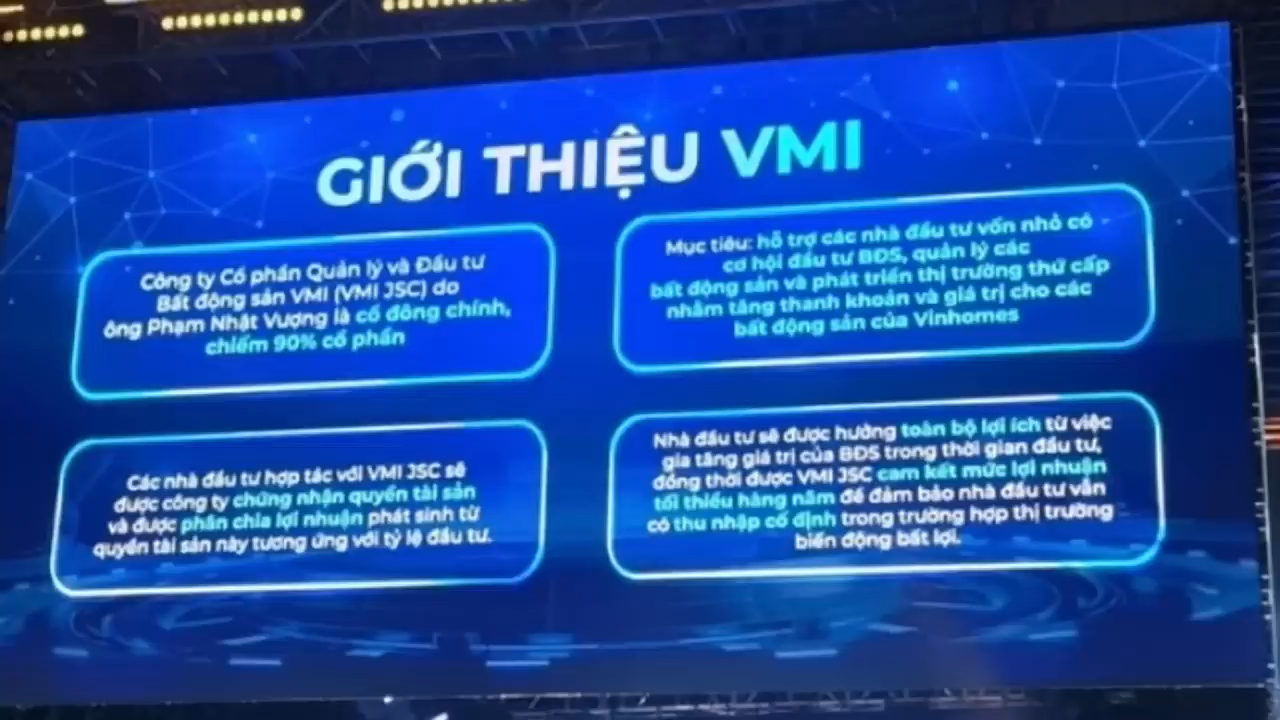 GIỚI THIỆU VMI
Công ty Cổ phần Quản lý và Đầu tư
Bất động sản VMI (VMI JSC) do
ông Phạm Nhật Vượng là cổ đông chính,
chiếm 90% cổ phần
Mục tiêu: hỗ trợ các nhà đầu tư vốn nhỏ có
cơ hội đầu tư BĐS, quản lý các
bất động sản và phát triển thị trường thứ cấp
nhằm tăng thanh khoản và giá trị cho các
bất động sản của Vinhomes
Các nhà đầu tư hợp tác với VMI JSC sẽ
được công ty chứng nhận quyền tài sản
và được phân chia lợi nhuận phát sinh từ
quyền tài sản này tương ứng với tỷ lệ đầu tư.
Nhà đầu tư sẽ được hưởng toàn bộ lợi ích từ việc
gia tăng giá trị của BĐS trong thời gian đầu tư,
đồng thời được VMI JSC cam kết mức lợi nhuận
tối thiểu hàng năm để đảm bảo nhà đầu tư vẫn
có thu nhập cố định trong trường hợp thị trường
biến động bất lợi.